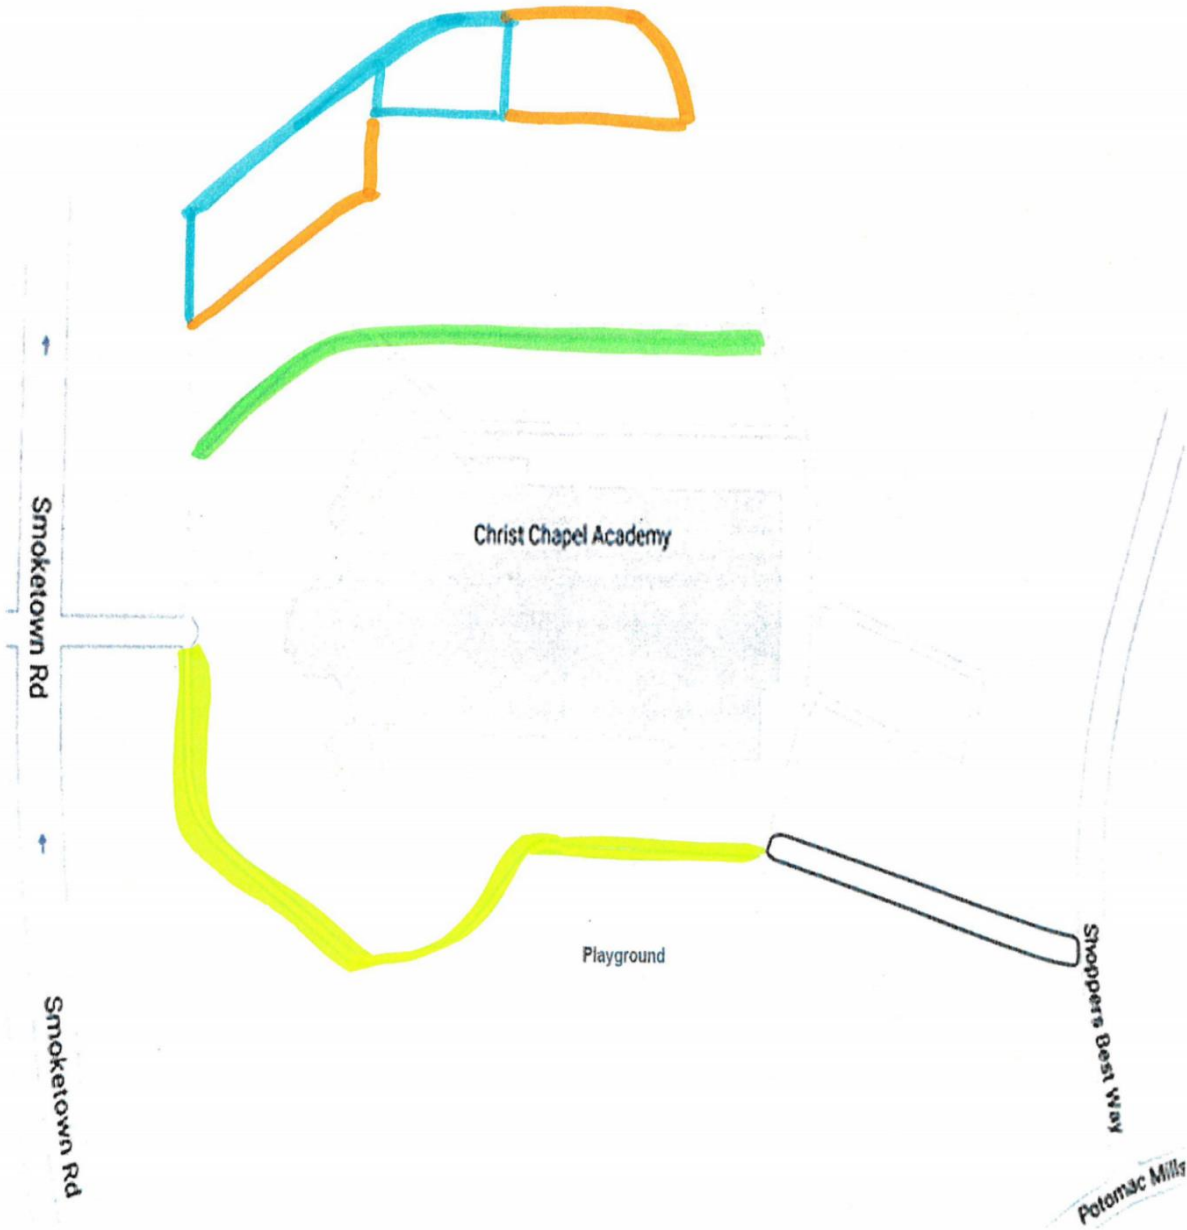 Smoketown Rd
Christ Chapel Academy
Playground
Smoketown Rd
Shoppers Best Way
Potomac Mills